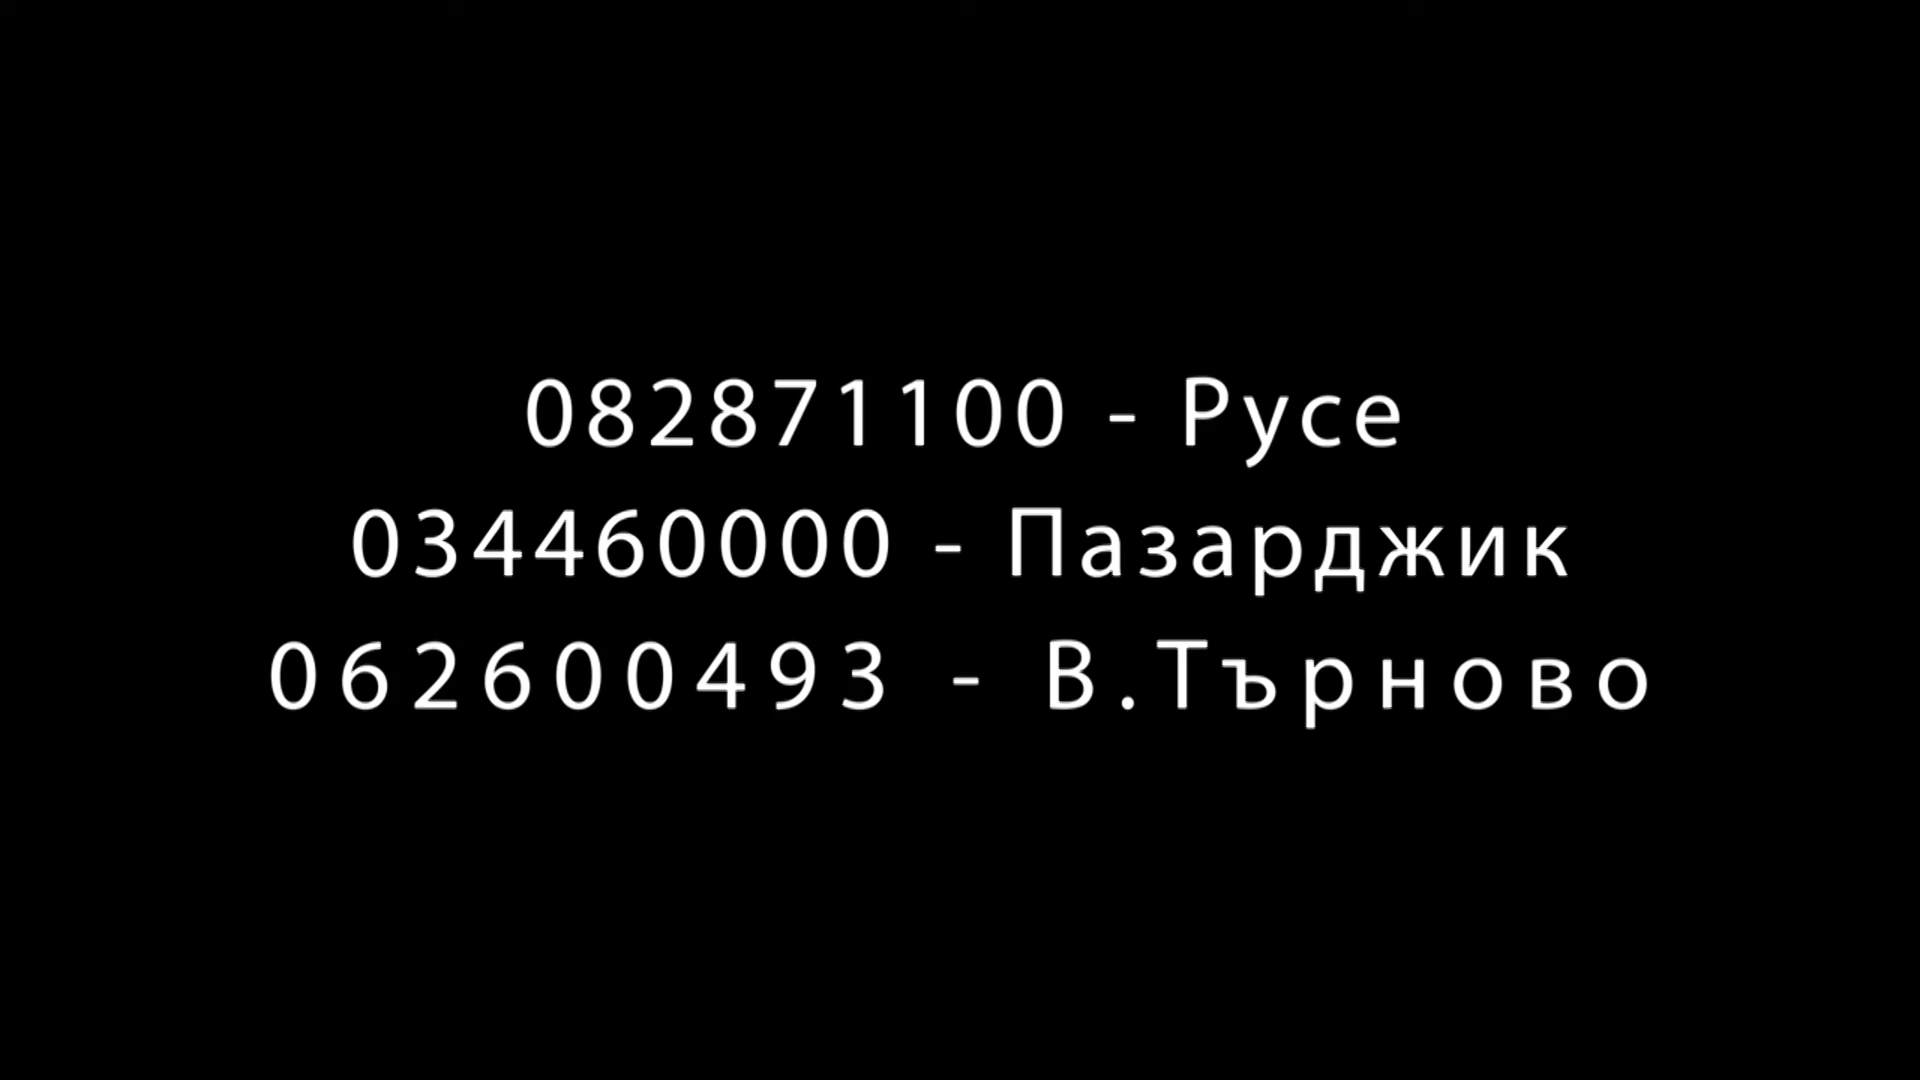 082871100 - Русе
034460000 - Пазарджик
062600493 - В.Търново